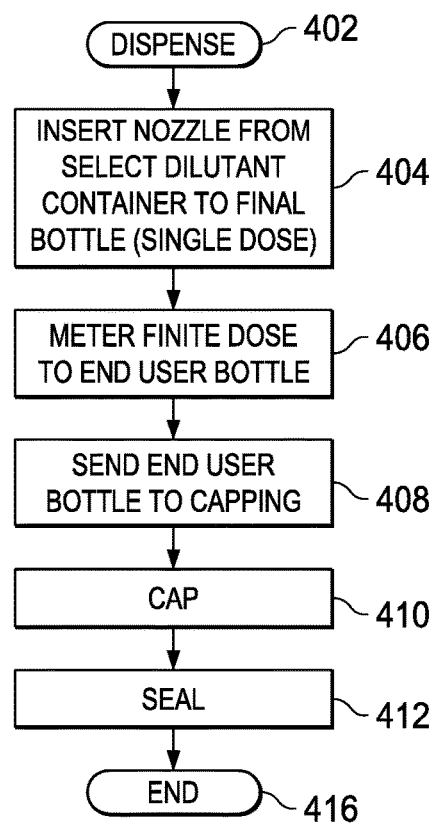 DISPENSE
402
INSERT NOZZLE FROM
SELECT DILUTANT
CONTAINER TO FINAL
BOTTLE (SINGLE DOSE)
404
METER FINITE DOSE
TO END USER BOTTLE
406
SEND END USER
BOTTLE TO CAPPING
408
CAP
410
SEAL
412
END
416